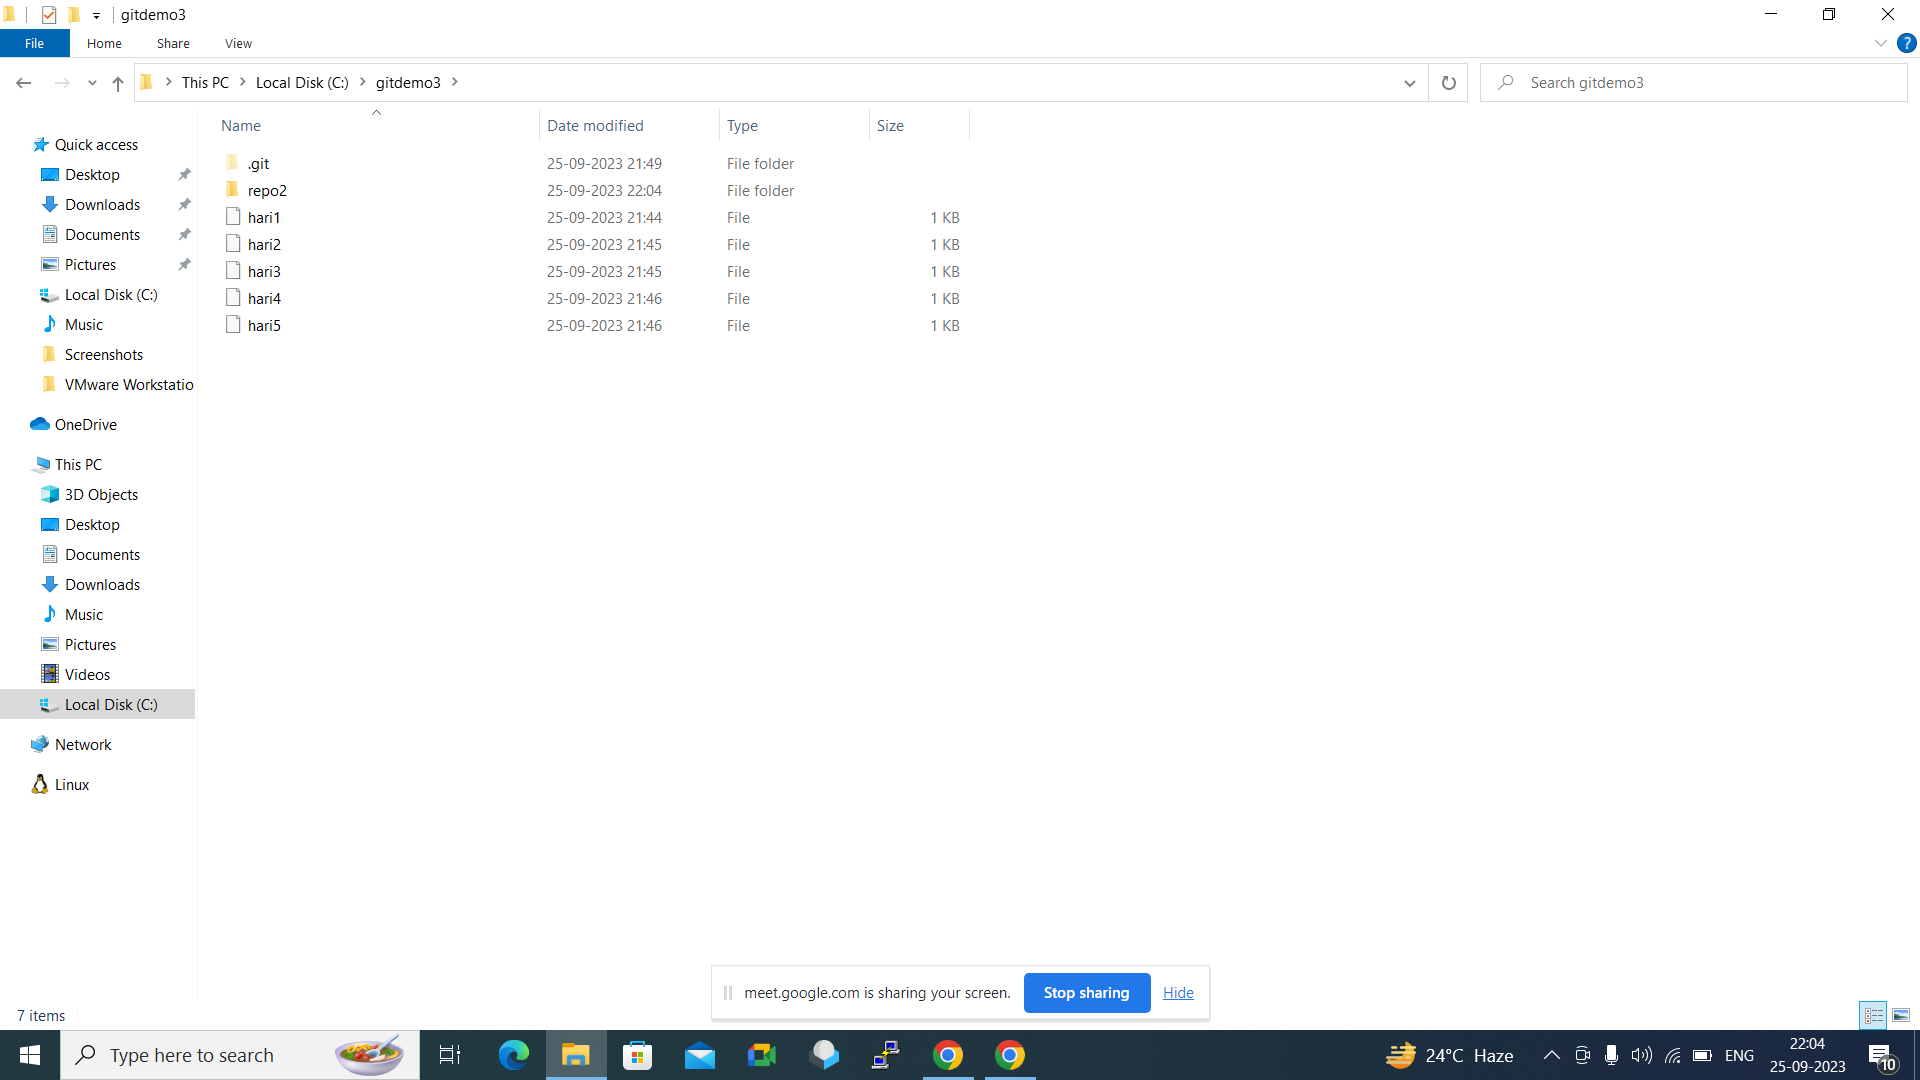 gitdemo3
File Home Share View
This PC Local Disk (C:) gitdemo3 Search gitdemo3
Name Date modified Type Size
.git 25-09-2023 21:49 File folder
repo2 25-09-2023 22:04 File folder
hari1 25-09-2023 21:44 File 1 KB
hari2 25-09-2023 21:45 File 1 KB
hari3 25-09-2023 21:45 File 1 KB
hari4 25-09-2023 21:46 File 1 KB
hari5 25-09-2023 21:46 File 1 KB
Quick access
Desktop
Downloads
Documents
Pictures
Local Disk (C:)
Music
Screenshots
VMware Workstatio
OneDrive
This PC
3D Objects
Desktop
Documents
Downloads
Music
Pictures
Videos
Local Disk (C:)
Network
Linux
meet.google.com is sharing your screen. Stop sharing Hide
7 items
Type here to search 24°C Haze ENG 22:04
25-09-2023
10